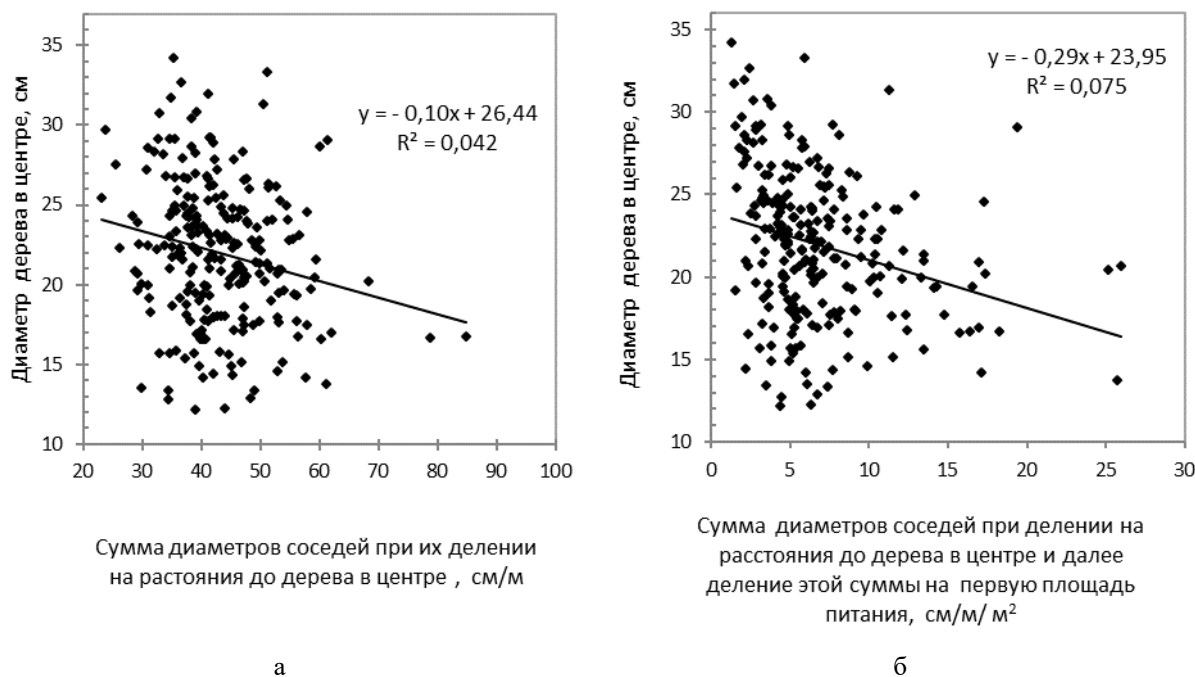 35
30
25
20
15
10
Диаметр дерева в центре, см
y = - 0,10x + 26,44
R² = 0,042
20 30 40 50 60 70 80 90 100
Сумма диаметров соседей при их делении
на растояния до дерева в центре , см/м
а
35
30
25
20
15
10
Диаметр дерева в центре, см
y = - 0,29x + 23,95
R² = 0,075
0 5 10 15 20 25 30
Сумма диаметров соседей при делении на
расстояния до дерева в центре и далее
деление этой суммы на первую площадь
питания, см/м/ м²
б